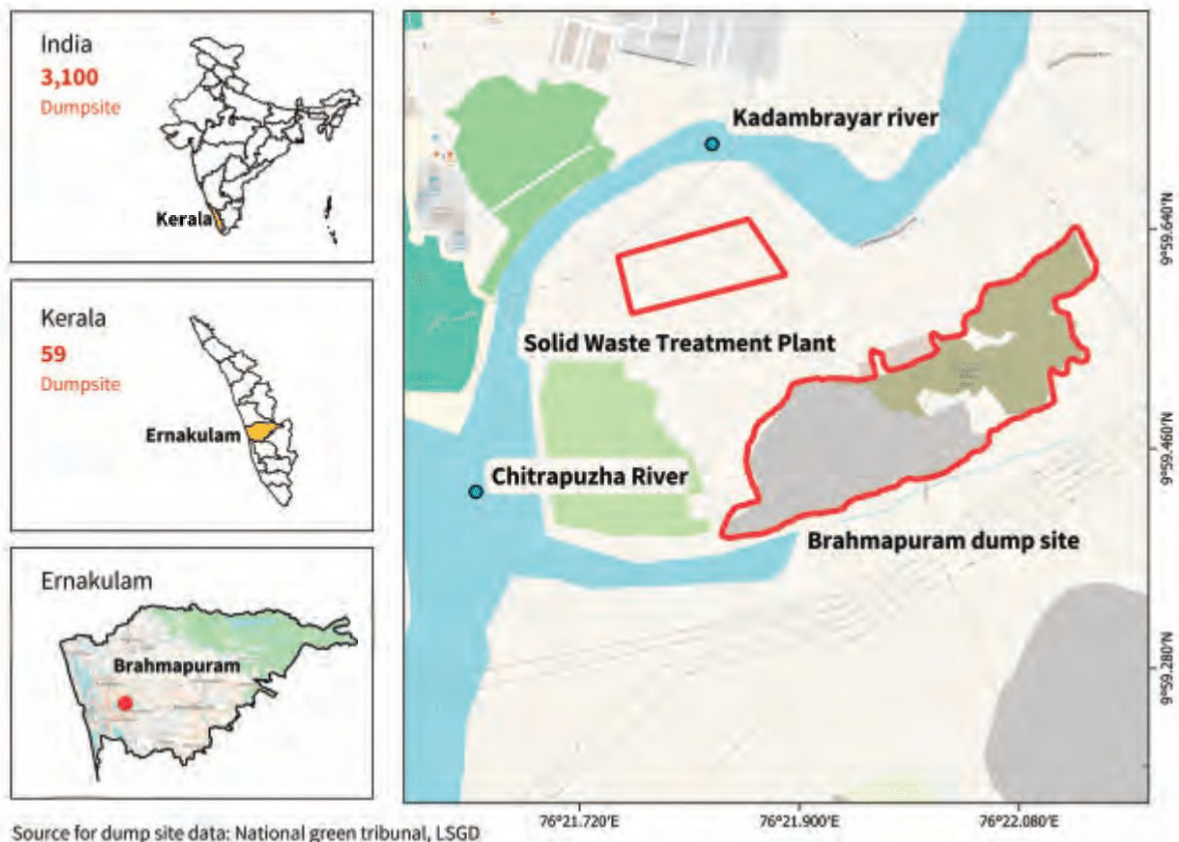 India
3,100
Dumpsite
Kerala
Kerala
59
Dumpsite
Ernakulam
Ernakulam
Brahmapuram
Kadambrayar river
Solid Waste Treatment Plant
Chitrapuzha River
Brahmapuram dump site
9°59.640'N
9°59.460'N
9°59.280'N
76°21.720'E
76°21.900'E
76°22.080'E
Source for dump site data: National green tribunal, LSGD